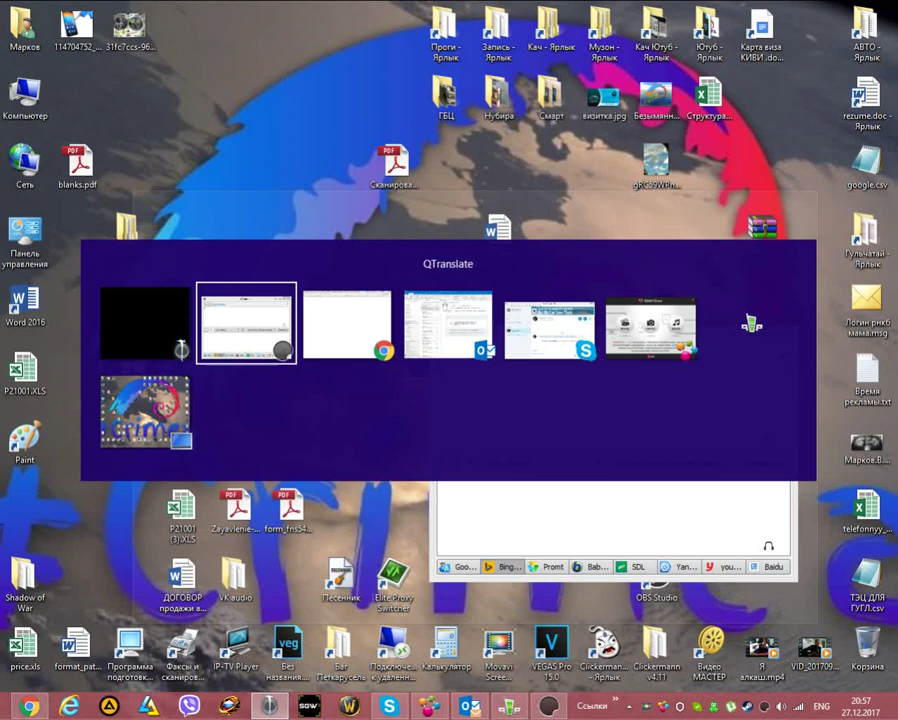 Марков
114704752_...
31fc7ccs-96...
Проги - Ярлык
Запись - Ярлык
Кач - Ярлык
Музон - Ярлык
Кач Ютуб - Ярлык
Ютуб - Ярлык
Карта виза КИВИ .do...
АВТО - Ярлык
Компьютер
ГБЦ
Нубира
Смарт
визитка.jpg
Безымянн...
Структура...
rezume.doc - Ярлык
Сеть
blanks.pdf
Сканирова...
gRG99WPh...
google.csv
Панель управления
Гульчатай - Ярлык
QTranslate
Word 2016
Логин рнкб мама.msg
P21001.XLS
Время рекламы.txt
Paint
Марков.В....
P21001 (3).XLS
Zayavlenie-...
form_fns54...
telefonnyy_...
Goo...
Bing...
Promt
Bab...
SDL
Yan...
you...
Baidu
Shadow of War
ДОГОВОР продажи а...
VK audio
Песенник
Elite Proxy Switcher
OBS Studio
ТЭЦ ДЛЯ ГУГЛ.csv
price.xls
format_pat...
Программа подготовк...
Факсы и сканиров...
IP-TV Player
Без названия....
Баг Петкарусель
Подключе... к удаленн...
Калькулятор
Movavi Scree...
VEGAS Pro 15.0
Clickerman... - Ярлык
Clickermann v4.11
Видео МАСТЕР
Я алкаш.mp4
VID_201709...
Корзина
Ссылки
ENG
20:57
27.12.2017